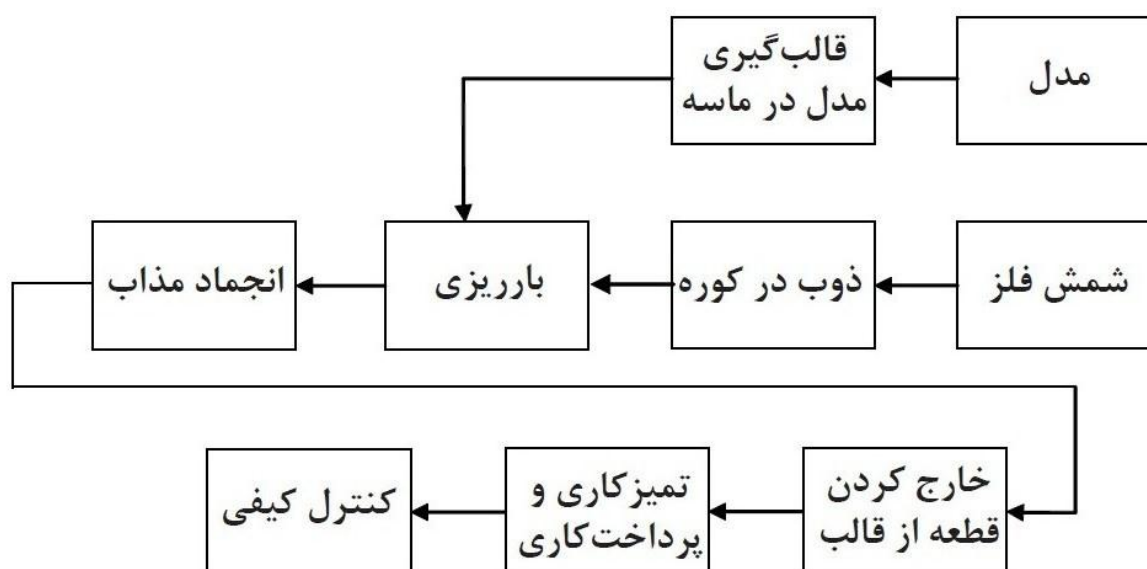 مدل
قالب‌گیری
مدل در ماسه
شمش فلز
ذوب در کوره
بارریزی
انجماد مذاب
خارج کردن
قطعه از قالب
تمیزکاری و
پرداخت‌کاری
کنترل کیفی